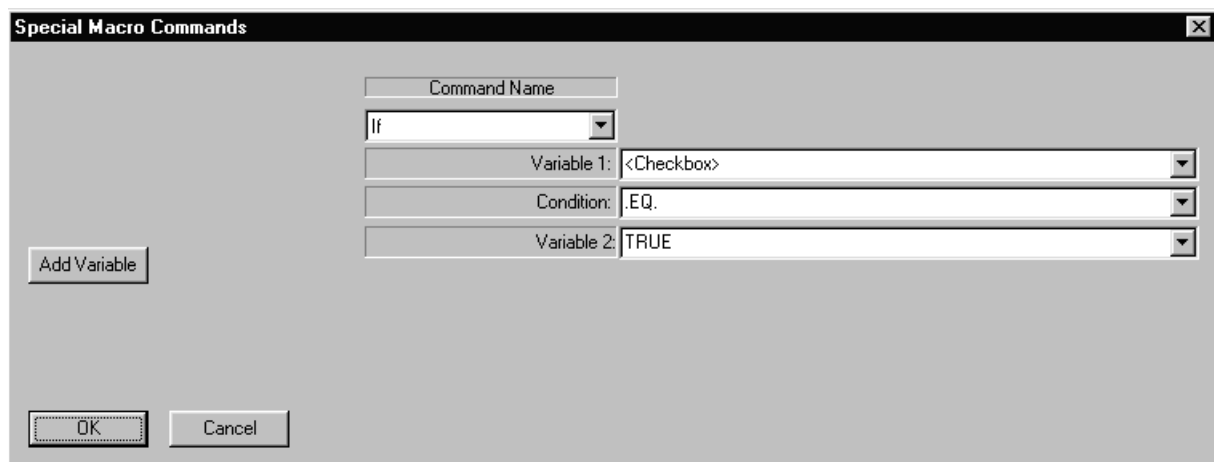 Special Macro Commands
Command Name
If
Variable 1: <Checkbox>
Condition: .EQ.
Variable 2: TRUE
Add Variable
OK Cancel